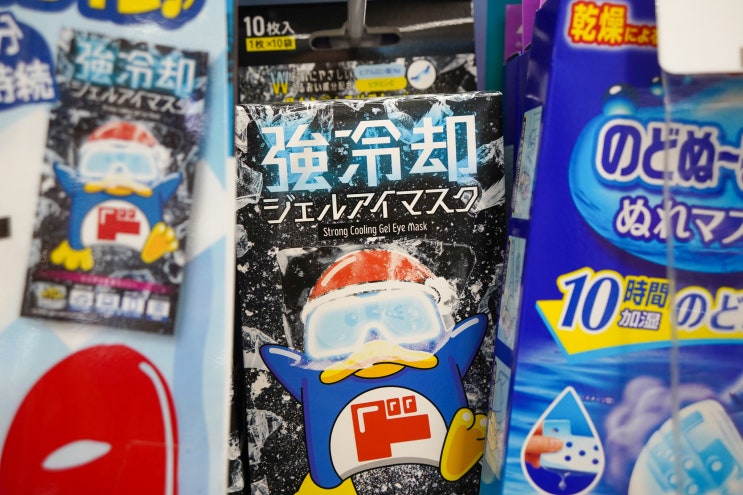 分
持続
強冷却
ジェルアイマスク
ド
10枚入
1枚×10袋
強冷却
ジェルアイマスク
Strong Cooling Gel Eye Mask
ド
乾燥による
のどぬ〜
ぬれマス
10時間
加湿
のど